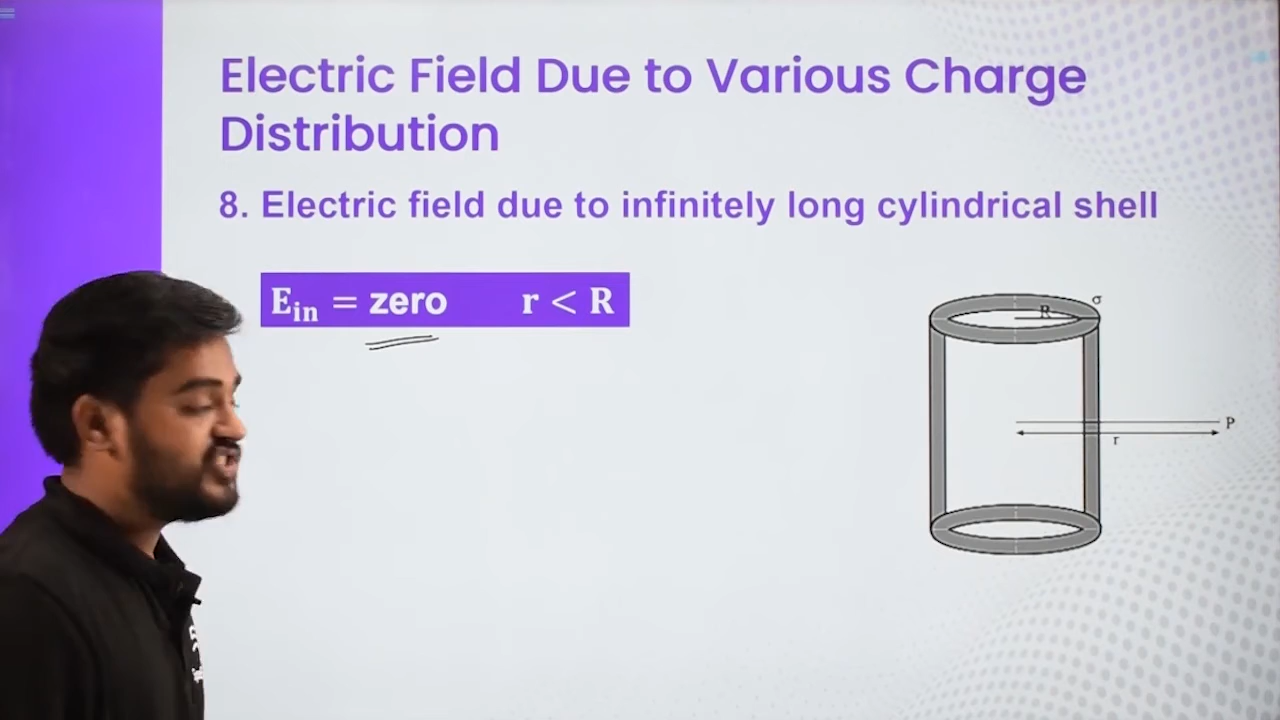 Electric Field Due to Various Charge
Distribution
8. Electric field due to infinitely long cylindrical shell
E_in = zero r < R
R
σ
P
r